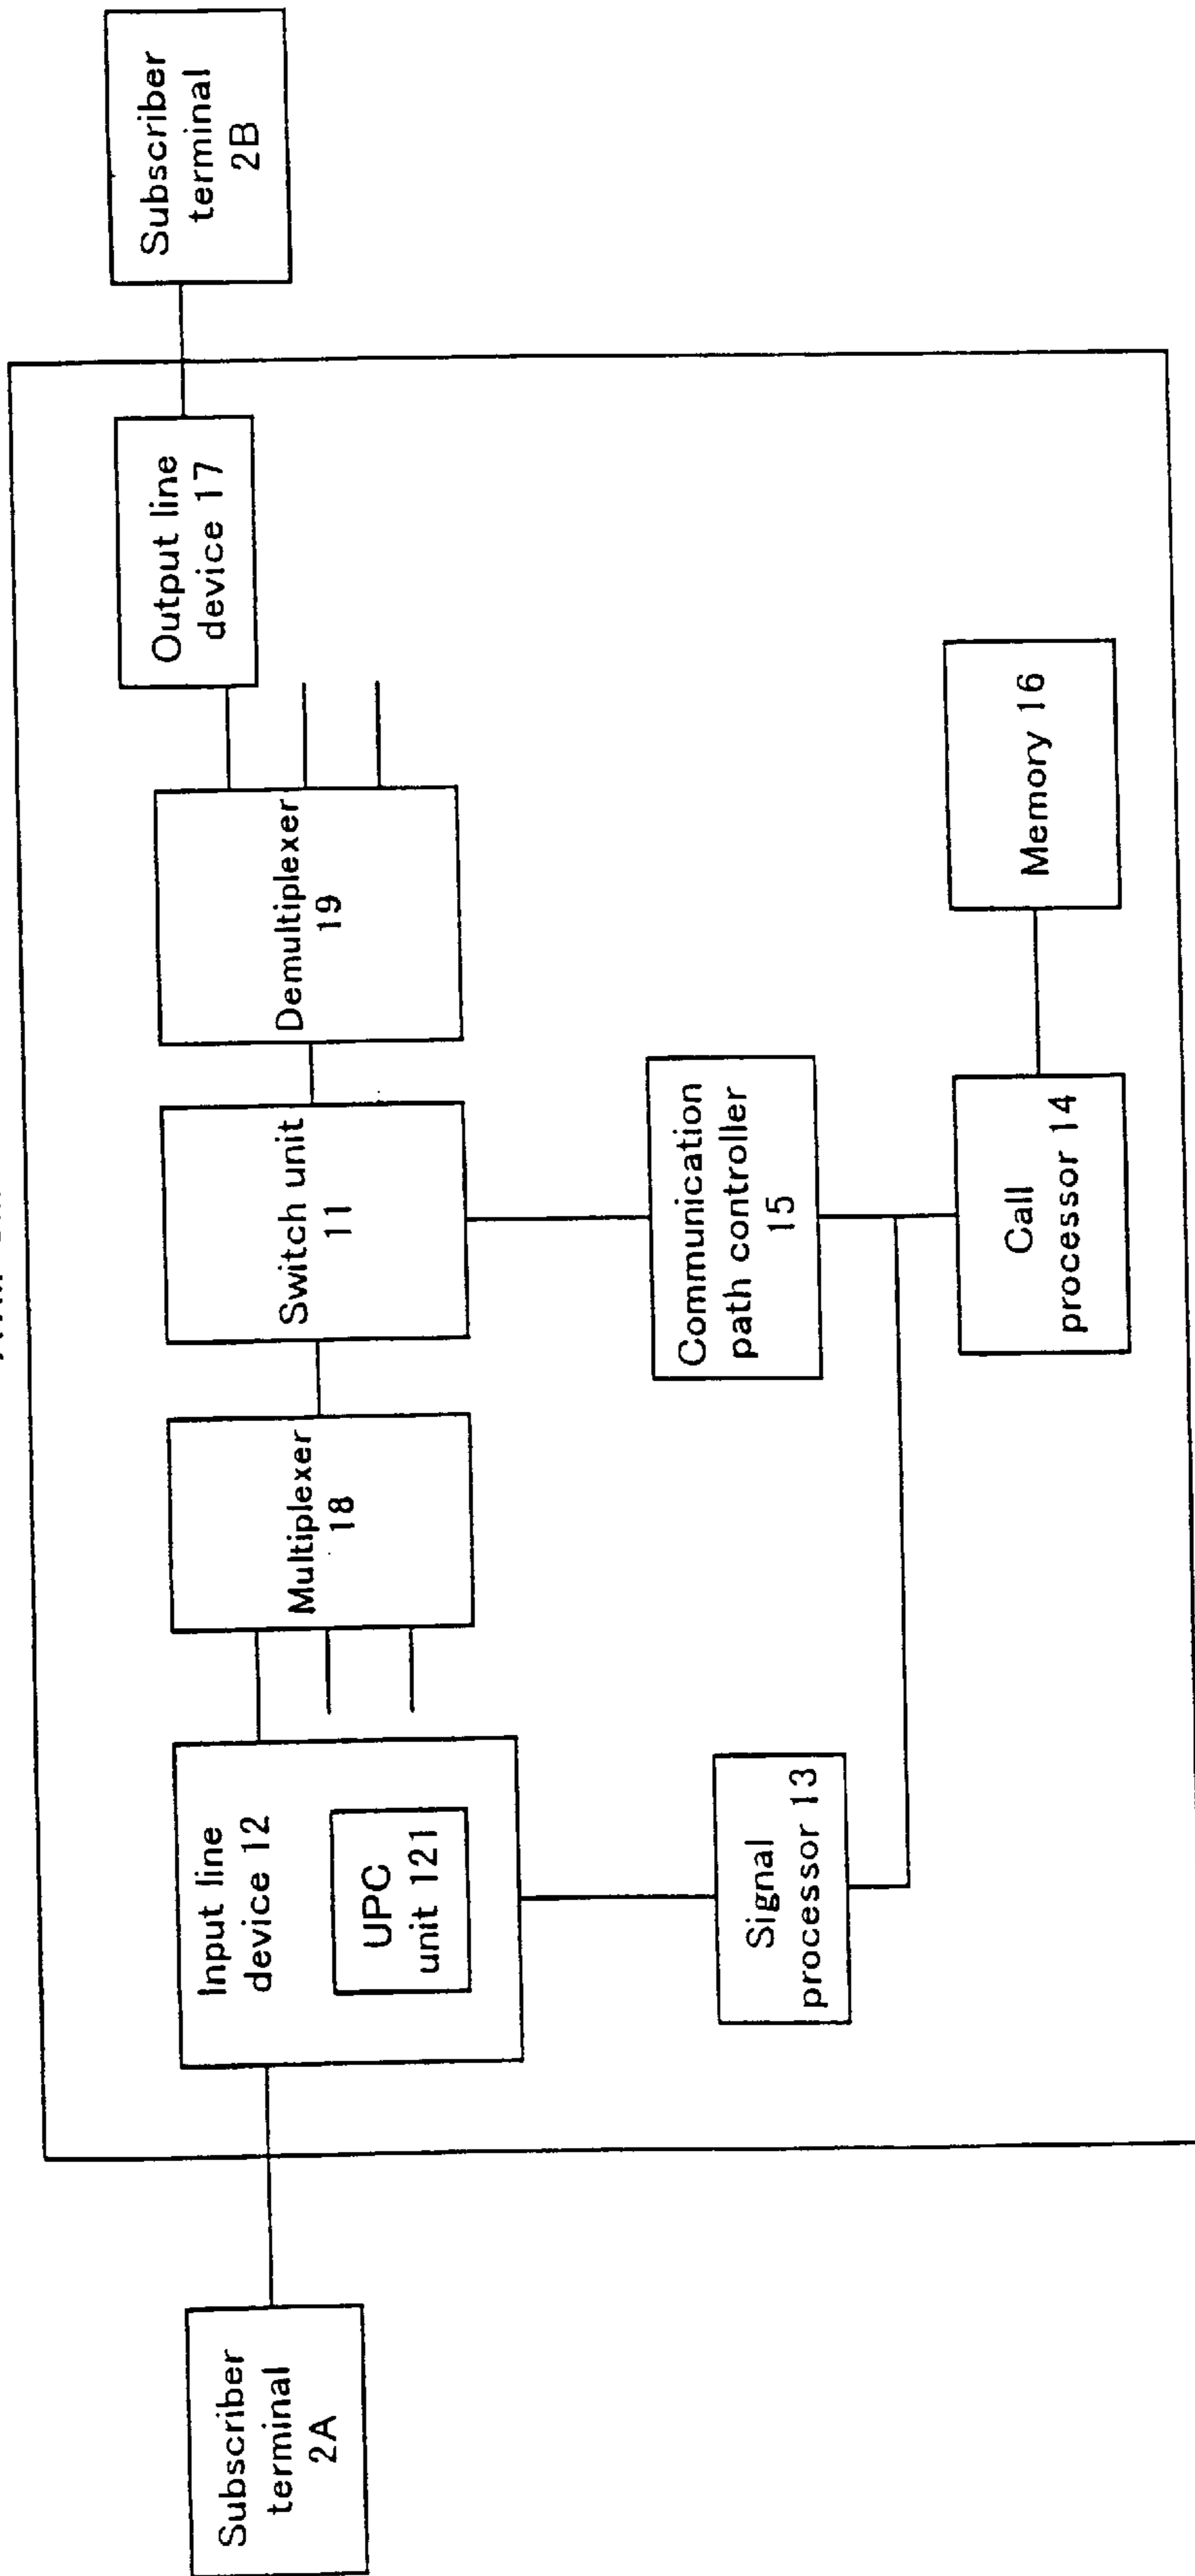 Subscriber
terminal
2A
Input line
device 12
UPC
unit 121
Multiplexer
18
Switch unit
11
Demultiplexer
19
Output line
device 17
Subscriber
terminal
2B
Signal
processor 13
Communication
path controller
15
Call
processor 14
Memory 16